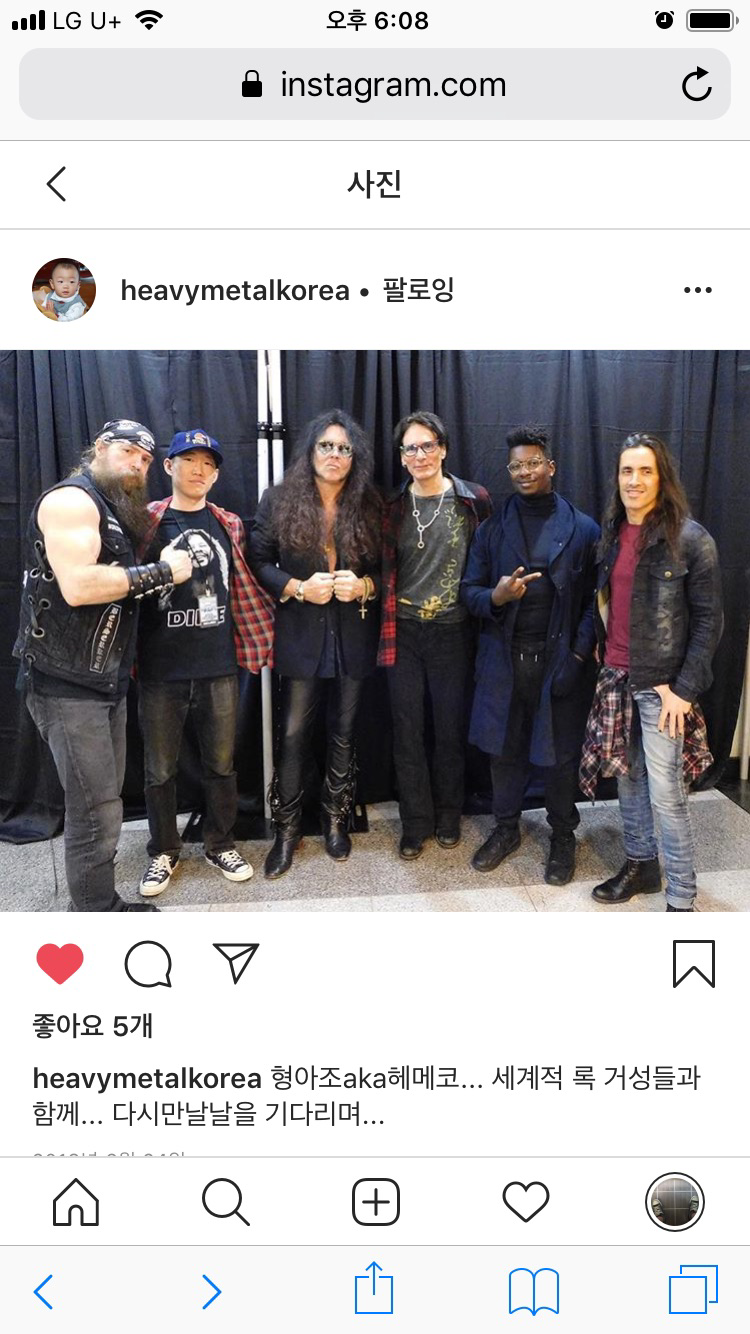 LG U+ 오후 6:08
instagram.com
사진
heavymetalkorea • 팔로잉
DIME
좋아요 5개
heavymetalkorea 형아조aka헤메코... 세계적 록 거성들과
함께... 다시만날날을 기다리며...